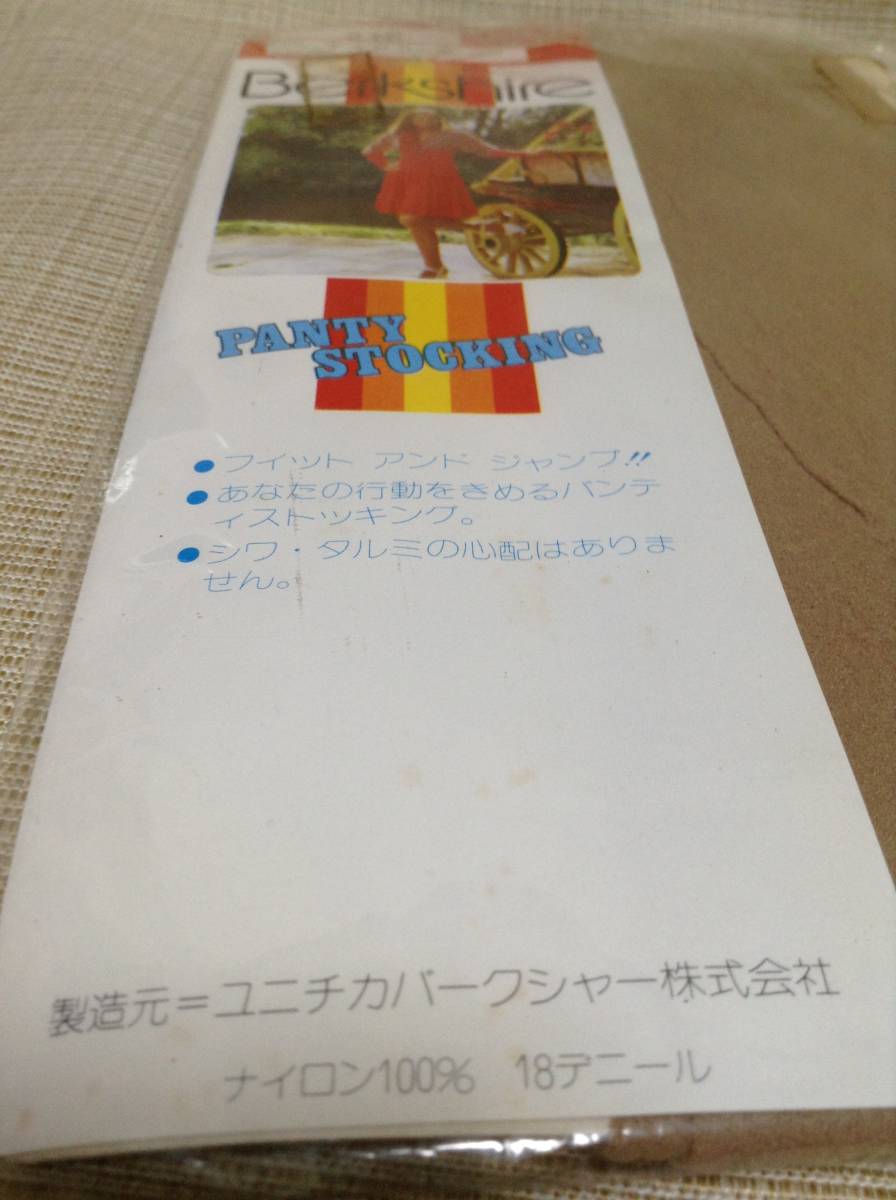 Berkshire
PANTY
STOCKING
● フイット アンド ジャンプ!!
● あなたの行動をきめるパンテ
ィストッキング。
● シワ・タルミの心配はありま
せん。
製造元＝ユニチカバークシャー株式会社
ナイロン100% 18デニール